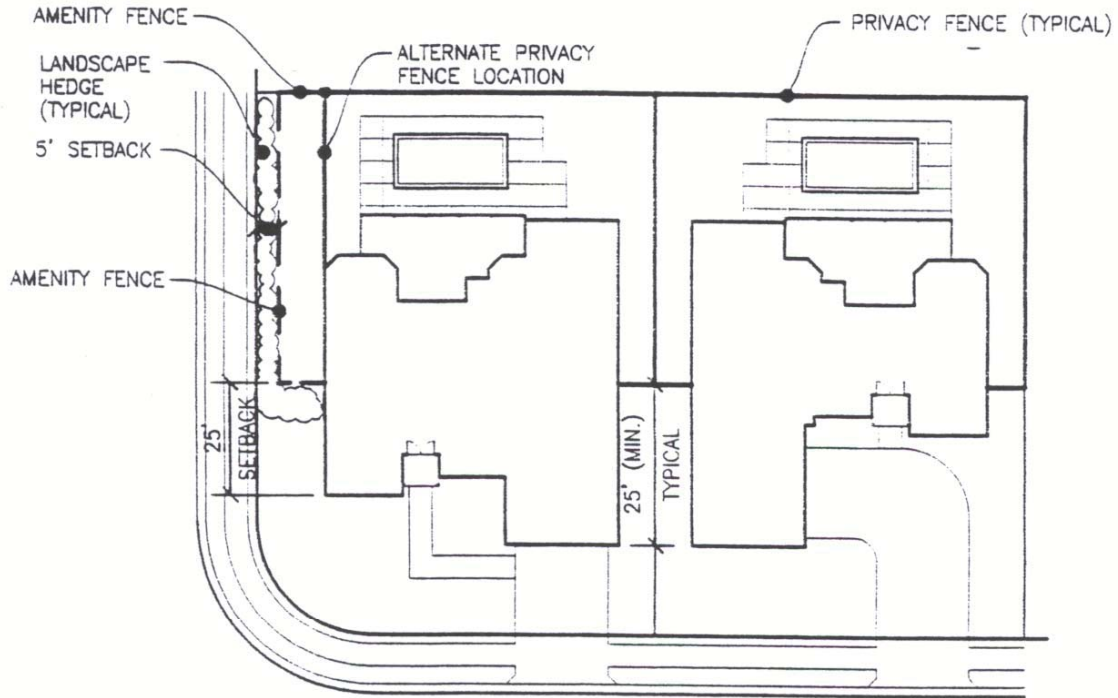 AMENITY FENCE
PRIVACY FENCE (TYPICAL)
ALTERNATE PRIVACY
FENCE LOCATION
LANDSCAPE
HEDGE
(TYPICAL)
5' SETBACK
AMENITY FENCE
25'
SETBACK
25' (MIN.)
TYPICAL